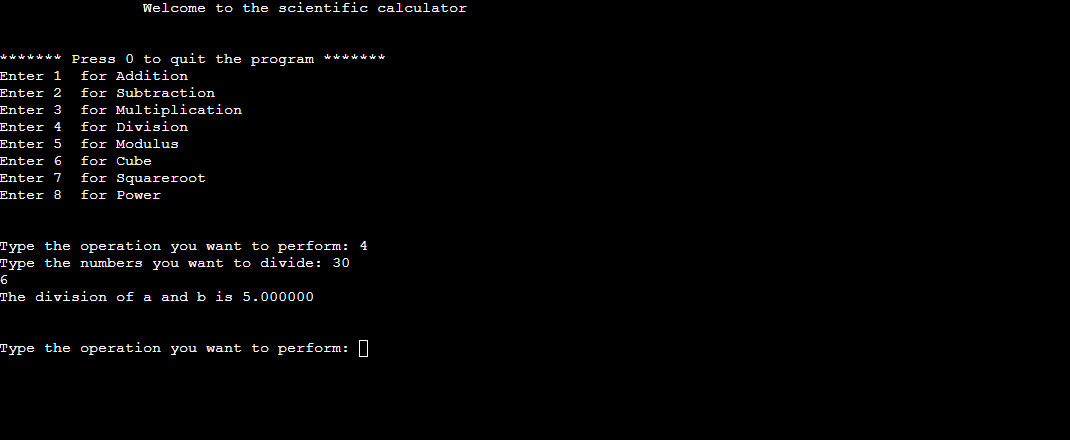 Welcome to the scientific calculator
******* Press 0 to quit the program *******
Enter 1  for Addition
Enter 2  for Subtraction
Enter 3  for Multiplication
Enter 4  for Division
Enter 5  for Modulus
Enter 6  for Cube
Enter 7  for Squareroot
Enter 8  for Power
Type the operation you want to perform: 4
Type the numbers you want to divide: 30
6
The division of a and b is 5.000000
Type the operation you want to perform: